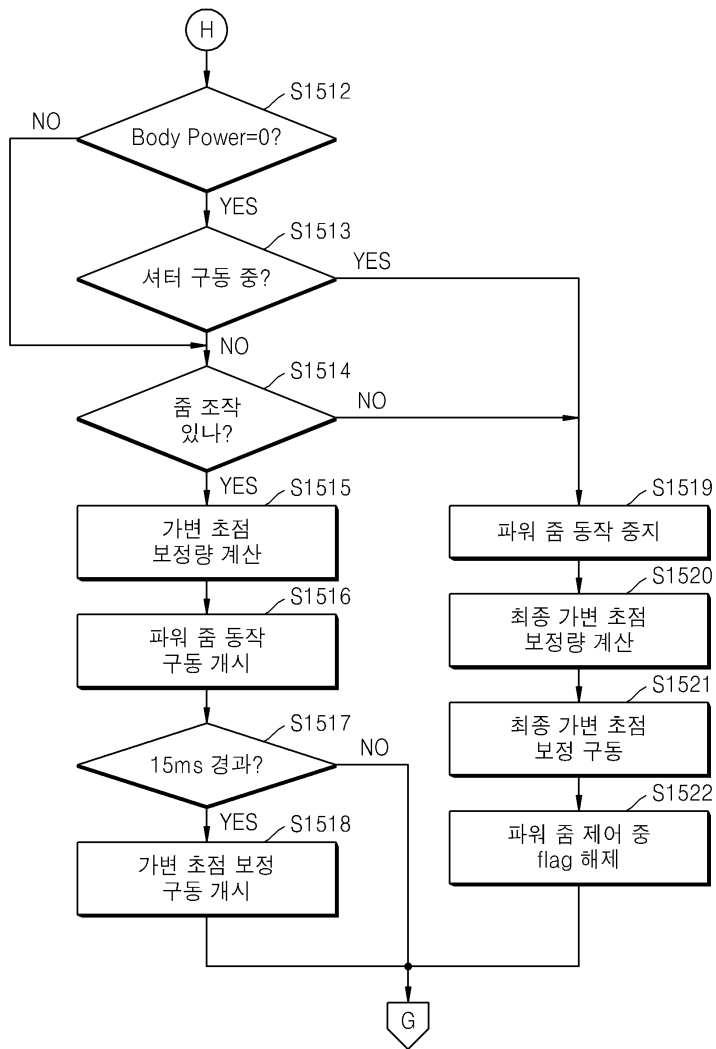 H
S1512
NO
Body Power=0?
YES
S1513
셔터 구동 중?
YES
NO
S1514
줌 조작
있나?
NO
YES
S1515
가변 초점
보정량 계산
S1516
파워 줌 동작
구동 개시
S1517
15ms 경과?
NO
YES
S1518
가변 초점 보정
구동 개시
S1519
파워 줌 동작 중지
S1520
최종 가변 초점
보정량 계산
S1521
최종 가변 초점
보정 구동
S1522
파워 줌 제어 중
flag 해제
G